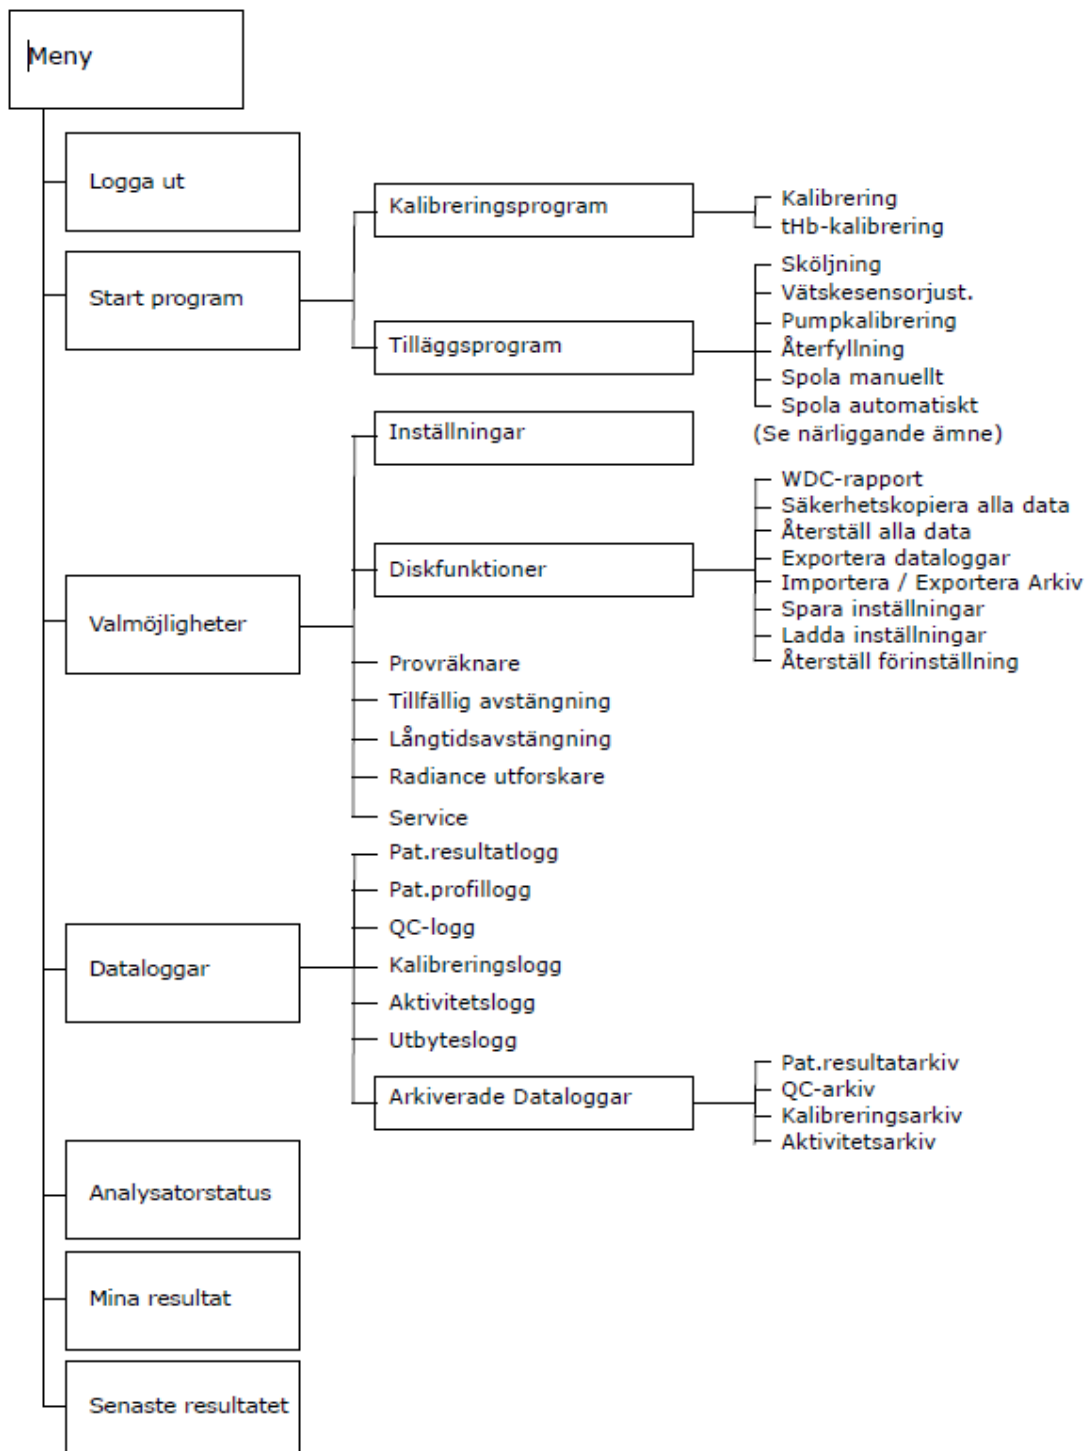 Meny
Logga ut
Start program
Kalibreringsprogram
Kalibrering
tHb-kalibrering
Tilläggsprogram
Sköljning
Vätskesensorjust.
Pumpkalibrering
Återfyllning
Spola manuellt
Spola automatiskt
(Se närliggande ämne)
Valmöjligheter
Inställningar
Diskfunktioner
WDC-rapport
Säkerhetskopiera alla data
Återställ alla data
Exportera dataloggar
Importera / Exportera Arkiv
Spara inställningar
Ladda inställningar
Återställ förinställning
Provräknare
Tillfällig avstängning
Långtidsavstängning
Radiance utforskare
Service
Dataloggar
Pat.resultatlogg
Pat.profillogg
QC-logg
Kalibreringslogg
Aktivitetslogg
Utbyteslogg
Arkiverade Dataloggar
Pat.resultatarkiv
QC-arkiv
Kalibreringsarkiv
Aktivitetsarkiv
Analysatorstatus
Mina resultat
Senaste resultatet